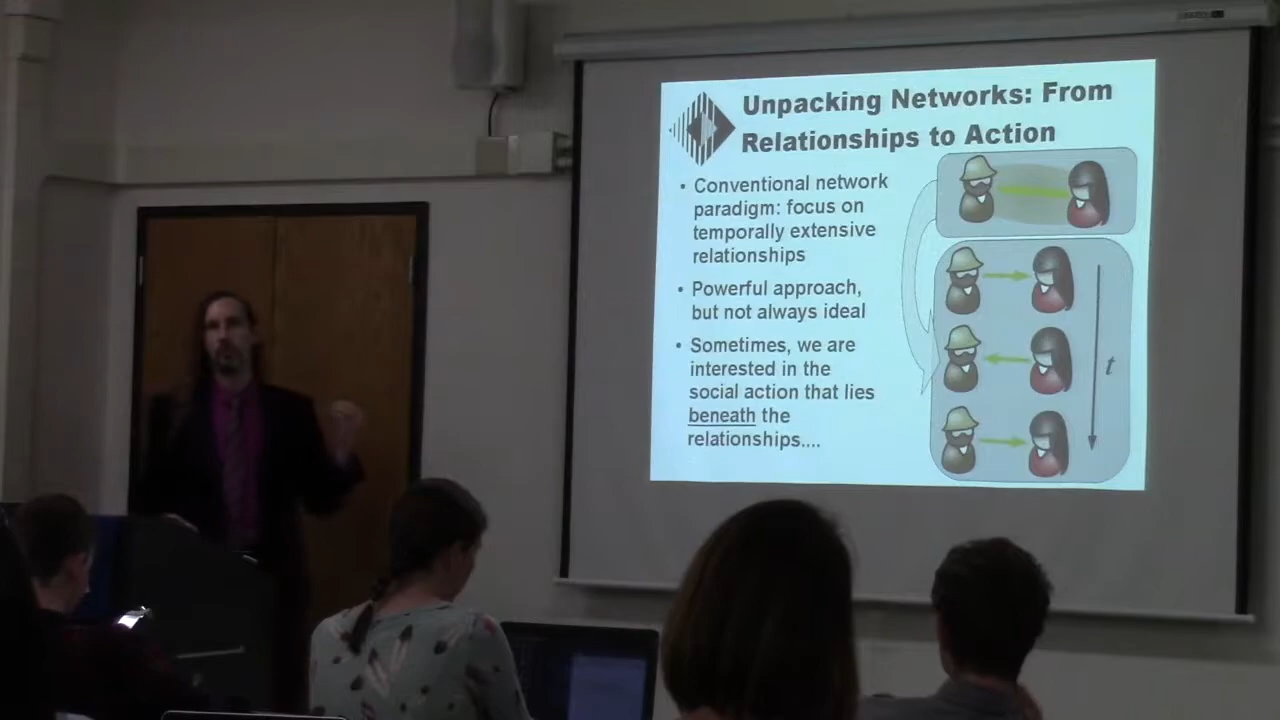 Unpacking Networks: From
Relationships to Action
• Conventional network
paradigm: focus on
temporally extensive
relationships
• Powerful approach,
but not always ideal
• Sometimes, we are
interested in the
social action that lies
beneath the
relationships....
t